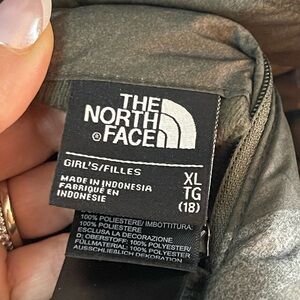 THE
NORTH
FACE
®
GIRL'S/FILLES
MADE IN INDONESIA
FABRIQUÉ EN
INDONÉSIE
XL
TG
(18)
100% POLIESTERE/ IMBOTTITURA:
100% POLIESTERE
ESCLUSA LA DECORAZIONE
D: OBERSTOFF: 100% POLYESTER/
FÜLLMATERIAL: 100% POLYESTER
AUSSCHLIEßLICH DEKORATION